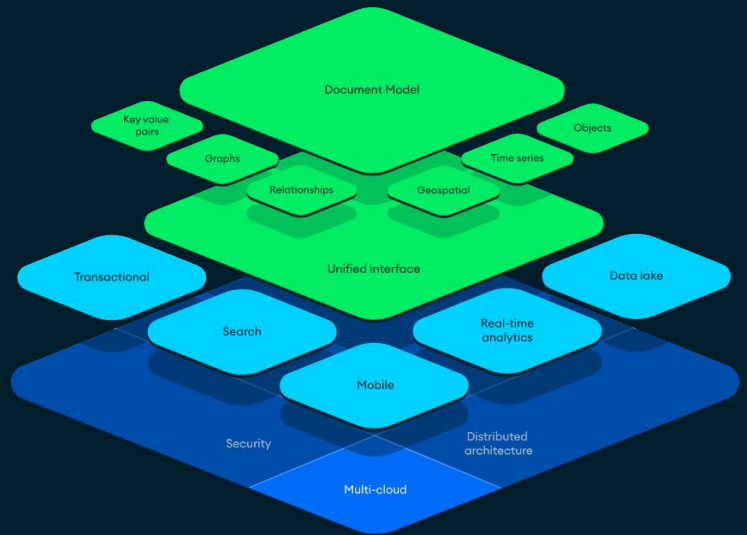 Document Model
Key value
pairs
Objects
Graphs
Time series
Relationships
Geospatial
Unified interface
Transactional
Data lake
Search
Real-time
analytics
Mobile
Security
Distributed
architecture
Multi-cloud